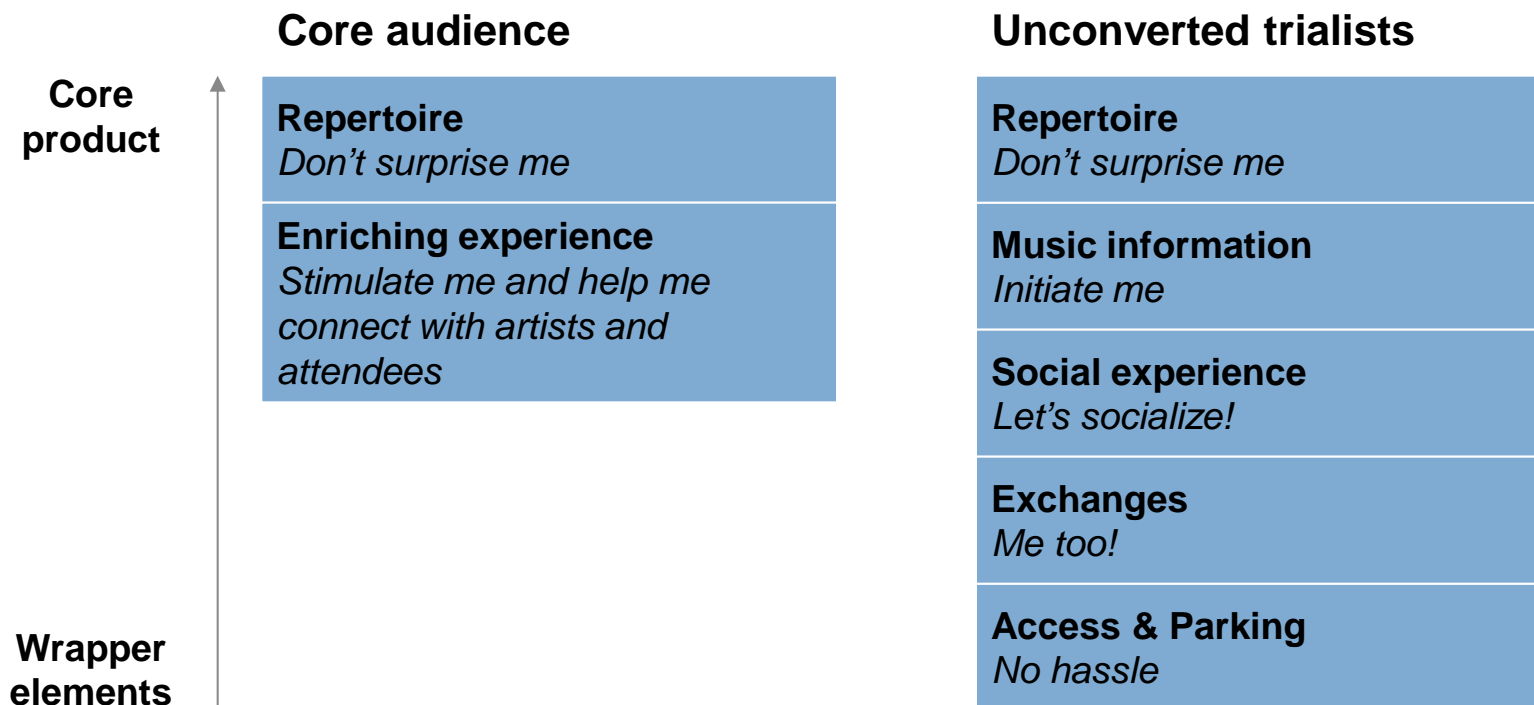 Core audience
Unconverted trialists
Core
product
Repertoire
Don't surprise me
Enriching experience
Stimulate me and help me
connect with artists and
attendees
Repertoire
Don't surprise me
Music information
Initiate me
Social experience
Let's socialize!
Exchanges
Me too!
Access & Parking
No hassle
Wrapper
elements